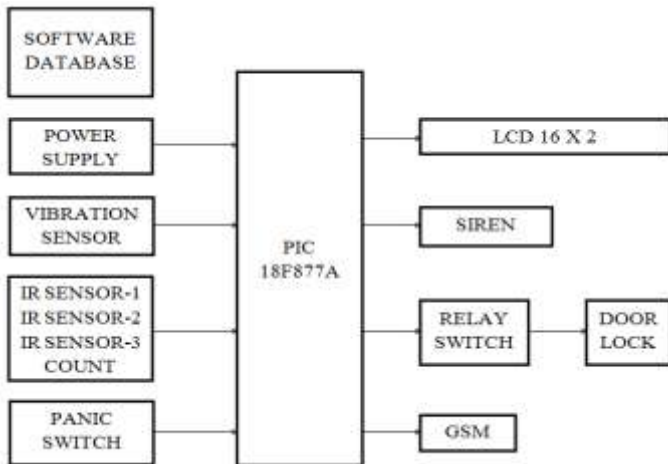 SOFTWARE
DATABASE
POWER
SUPPLY
VIBRATION
SENSOR
IR SENSOR-1
IR SENSOR-2
IR SENSOR-3
COUNT
PANIC
SWITCH
PIC
18F877A
LCD 16 X 2
SIREN
RELAY
SWITCH
DOOR
LOCK
GSM